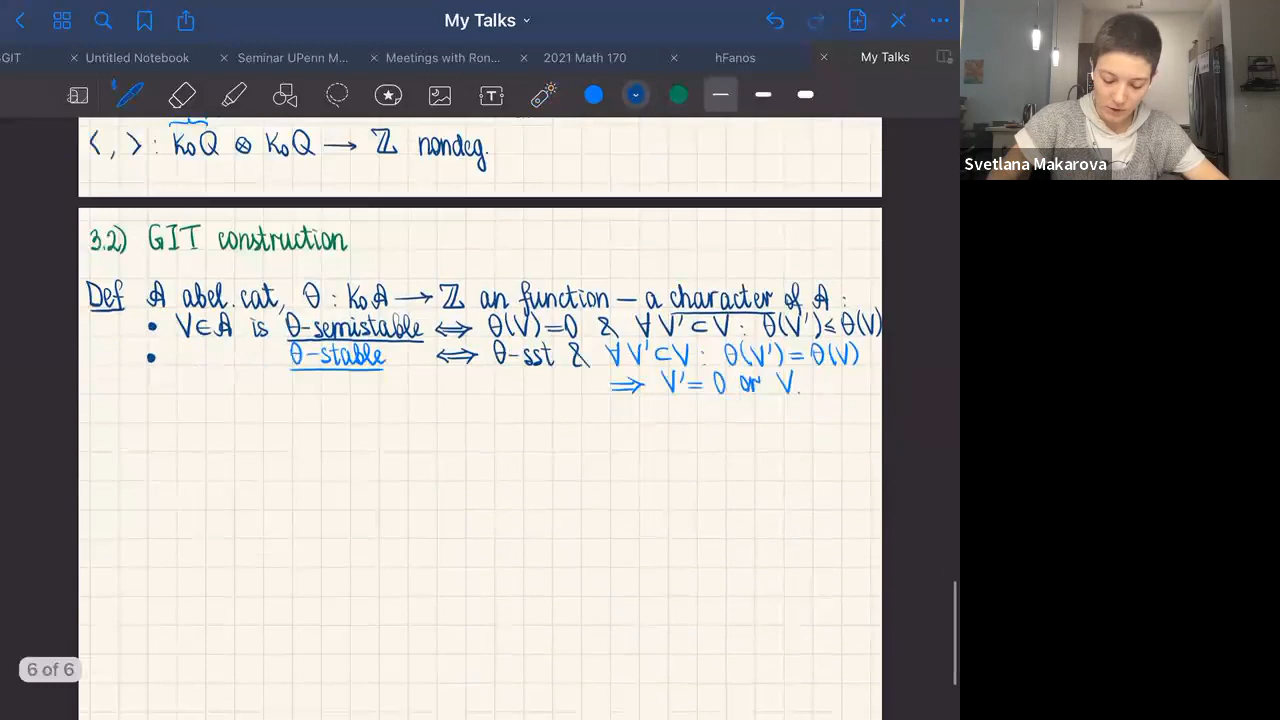 My Talks
GIT
Untitled Notebook
Seminar UPenn M...
Meetings with Ron...
2021 Math 170
hFanos
My Talks
⟨ , ⟩ : K₀Q ⊗ K₀Q → ℤ nondeg.
3.2) GIT construction
Def A abel. cat, θ : K₀A → ℤ an function – a character of A :
• V ∈ A is θ-semistable ⇔ θ(V)=0 & ∀ V' ⊂ V : θ(V') ≤ θ(V)
• θ-stable ⇔ θ-sst & ∀ V' ⊂ V : θ(V') = θ(V)
⇒ V' = 0 or V.
6 of 6
Svetlana Makarova